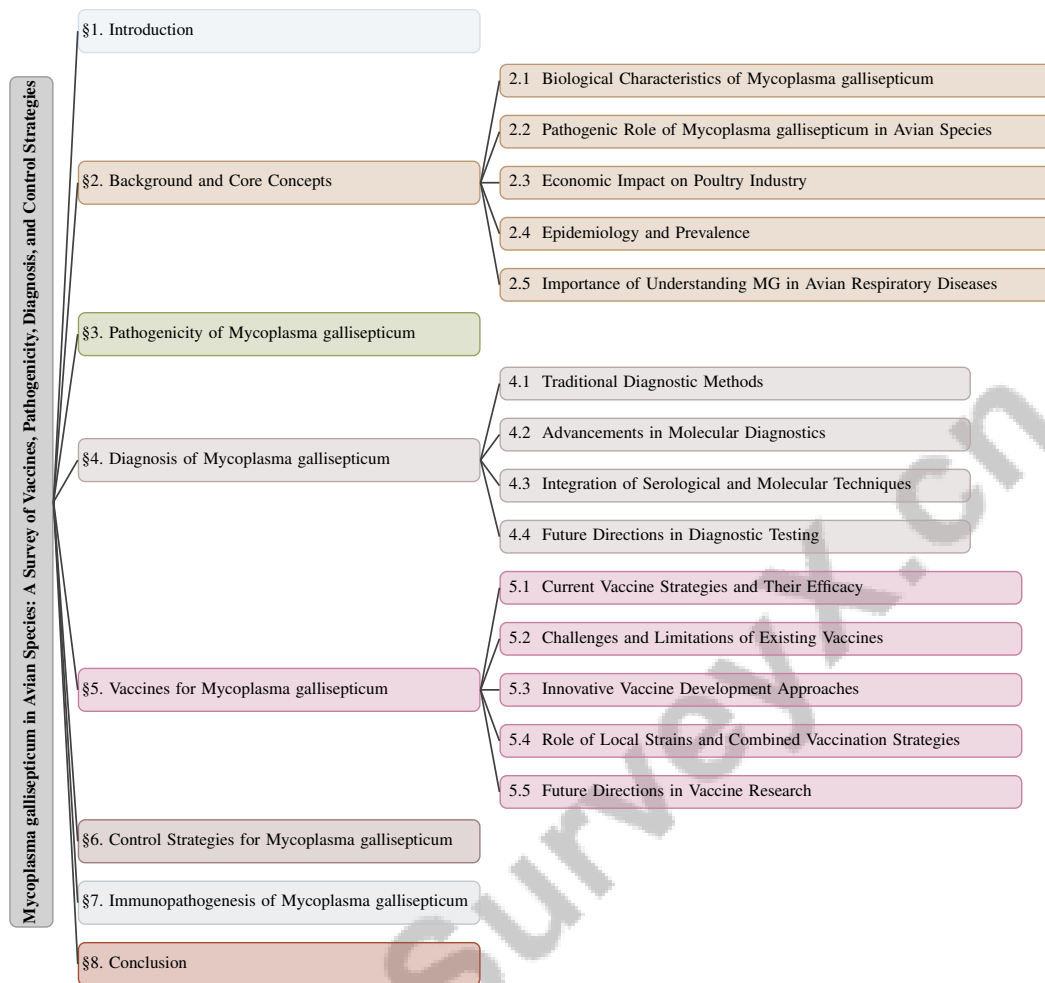 Mycoplasma gallisepticum in Avian Species: A Survey of Vaccines, Pathogenicity, Diagnosis, and Control Strategies
§1. Introduction
§2. Background and Core Concepts
2.1 Biological Characteristics of Mycoplasma gallisepticum
2.2 Pathogenic Role of Mycoplasma gallisepticum in Avian Species
2.3 Economic Impact on Poultry Industry
2.4 Epidemiology and Prevalence
2.5 Importance of Understanding MG in Avian Respiratory Diseases
§3. Pathogenicity of Mycoplasma gallisepticum
§4. Diagnosis of Mycoplasma gallisepticum
4.1 Traditional Diagnostic Methods
4.2 Advancements in Molecular Diagnostics
4.3 Integration of Serological and Molecular Techniques
4.4 Future Directions in Diagnostic Testing
§5. Vaccines for Mycoplasma gallisepticum
5.1 Current Vaccine Strategies and Their Efficacy
5.2 Challenges and Limitations of Existing Vaccines
5.3 Innovative Vaccine Development Approaches
5.4 Role of Local Strains and Combined Vaccination Strategies
5.5 Future Directions in Vaccine Research
§6. Control Strategies for Mycoplasma gallisepticum
§7. Immunopathogenesis of Mycoplasma gallisepticum
§8. Conclusion
SurveyX.cn